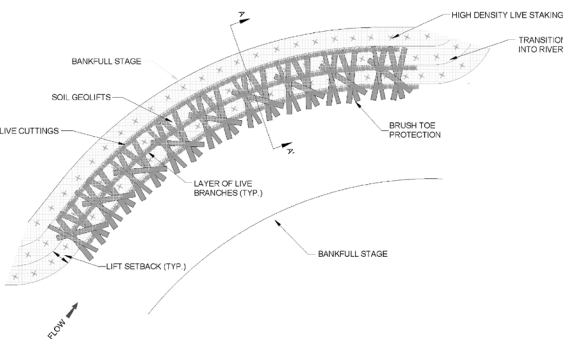 A'
HIGH DENSITY LIVE STAKING
TRANSITION
INTO RIVER
BANKFULL STAGE
SOIL GEOLIFTS
LIVE CUTTINGS
BRUSH TOE
PROTECTION
A'
LAYER OF LIVE
BRANCHES (TYP.)
BANKFULL STAGE
LIFT SETBACK (TYP.)
FLOW